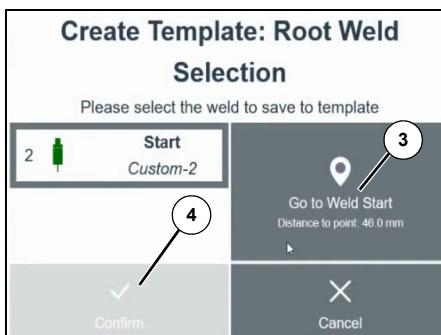 Create Template: Root Weld
Selection
Please select the weld to save to template
2
Start
Custom-2
3
Go to Weld Start
Distance to point: 46.0 mm
4
Confirm
Cancel